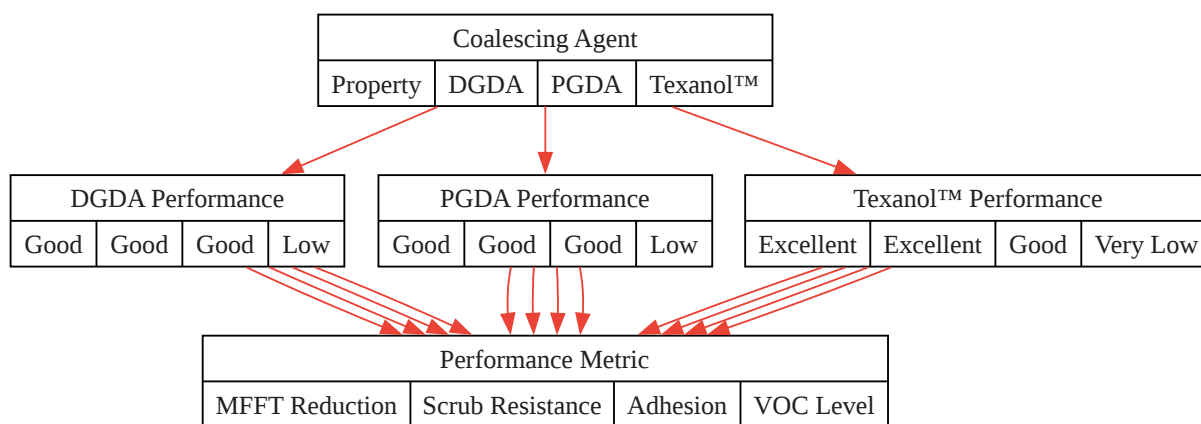 Coalescing Agent
Property DGDA PGDA Texanol™
DGDA Performance
Good Good Good Low
PGDA Performance
Good Good Good Low
Texanol™ Performance
Excellent Excellent Good Very Low
Performance Metric
MFFT Reduction Scrub Resistance Adhesion VOC Level